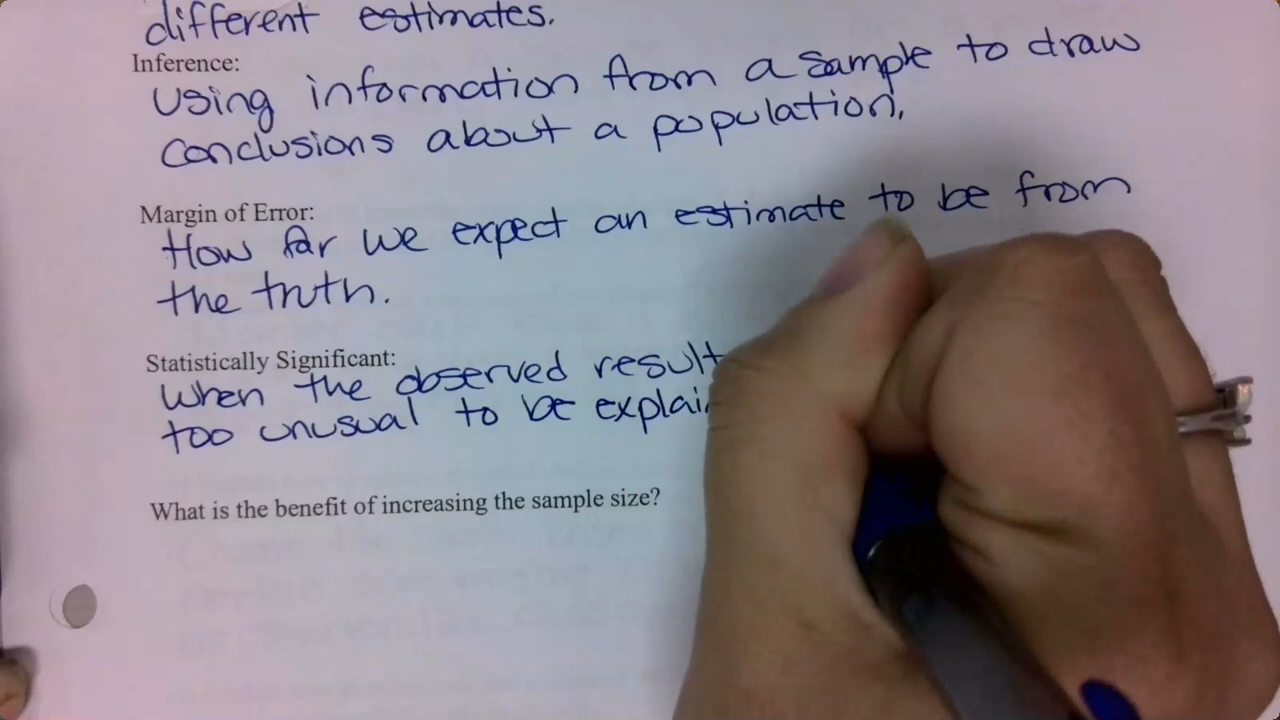 different estimates.
Inference:
Using information from a sample to draw
conclusions about a population.
Margin of Error:
How far we expect an estimate to be from
the truth.
Statistically Significant:
When the observed result
too unusual to be
What is the benefit of increasing the sample size?